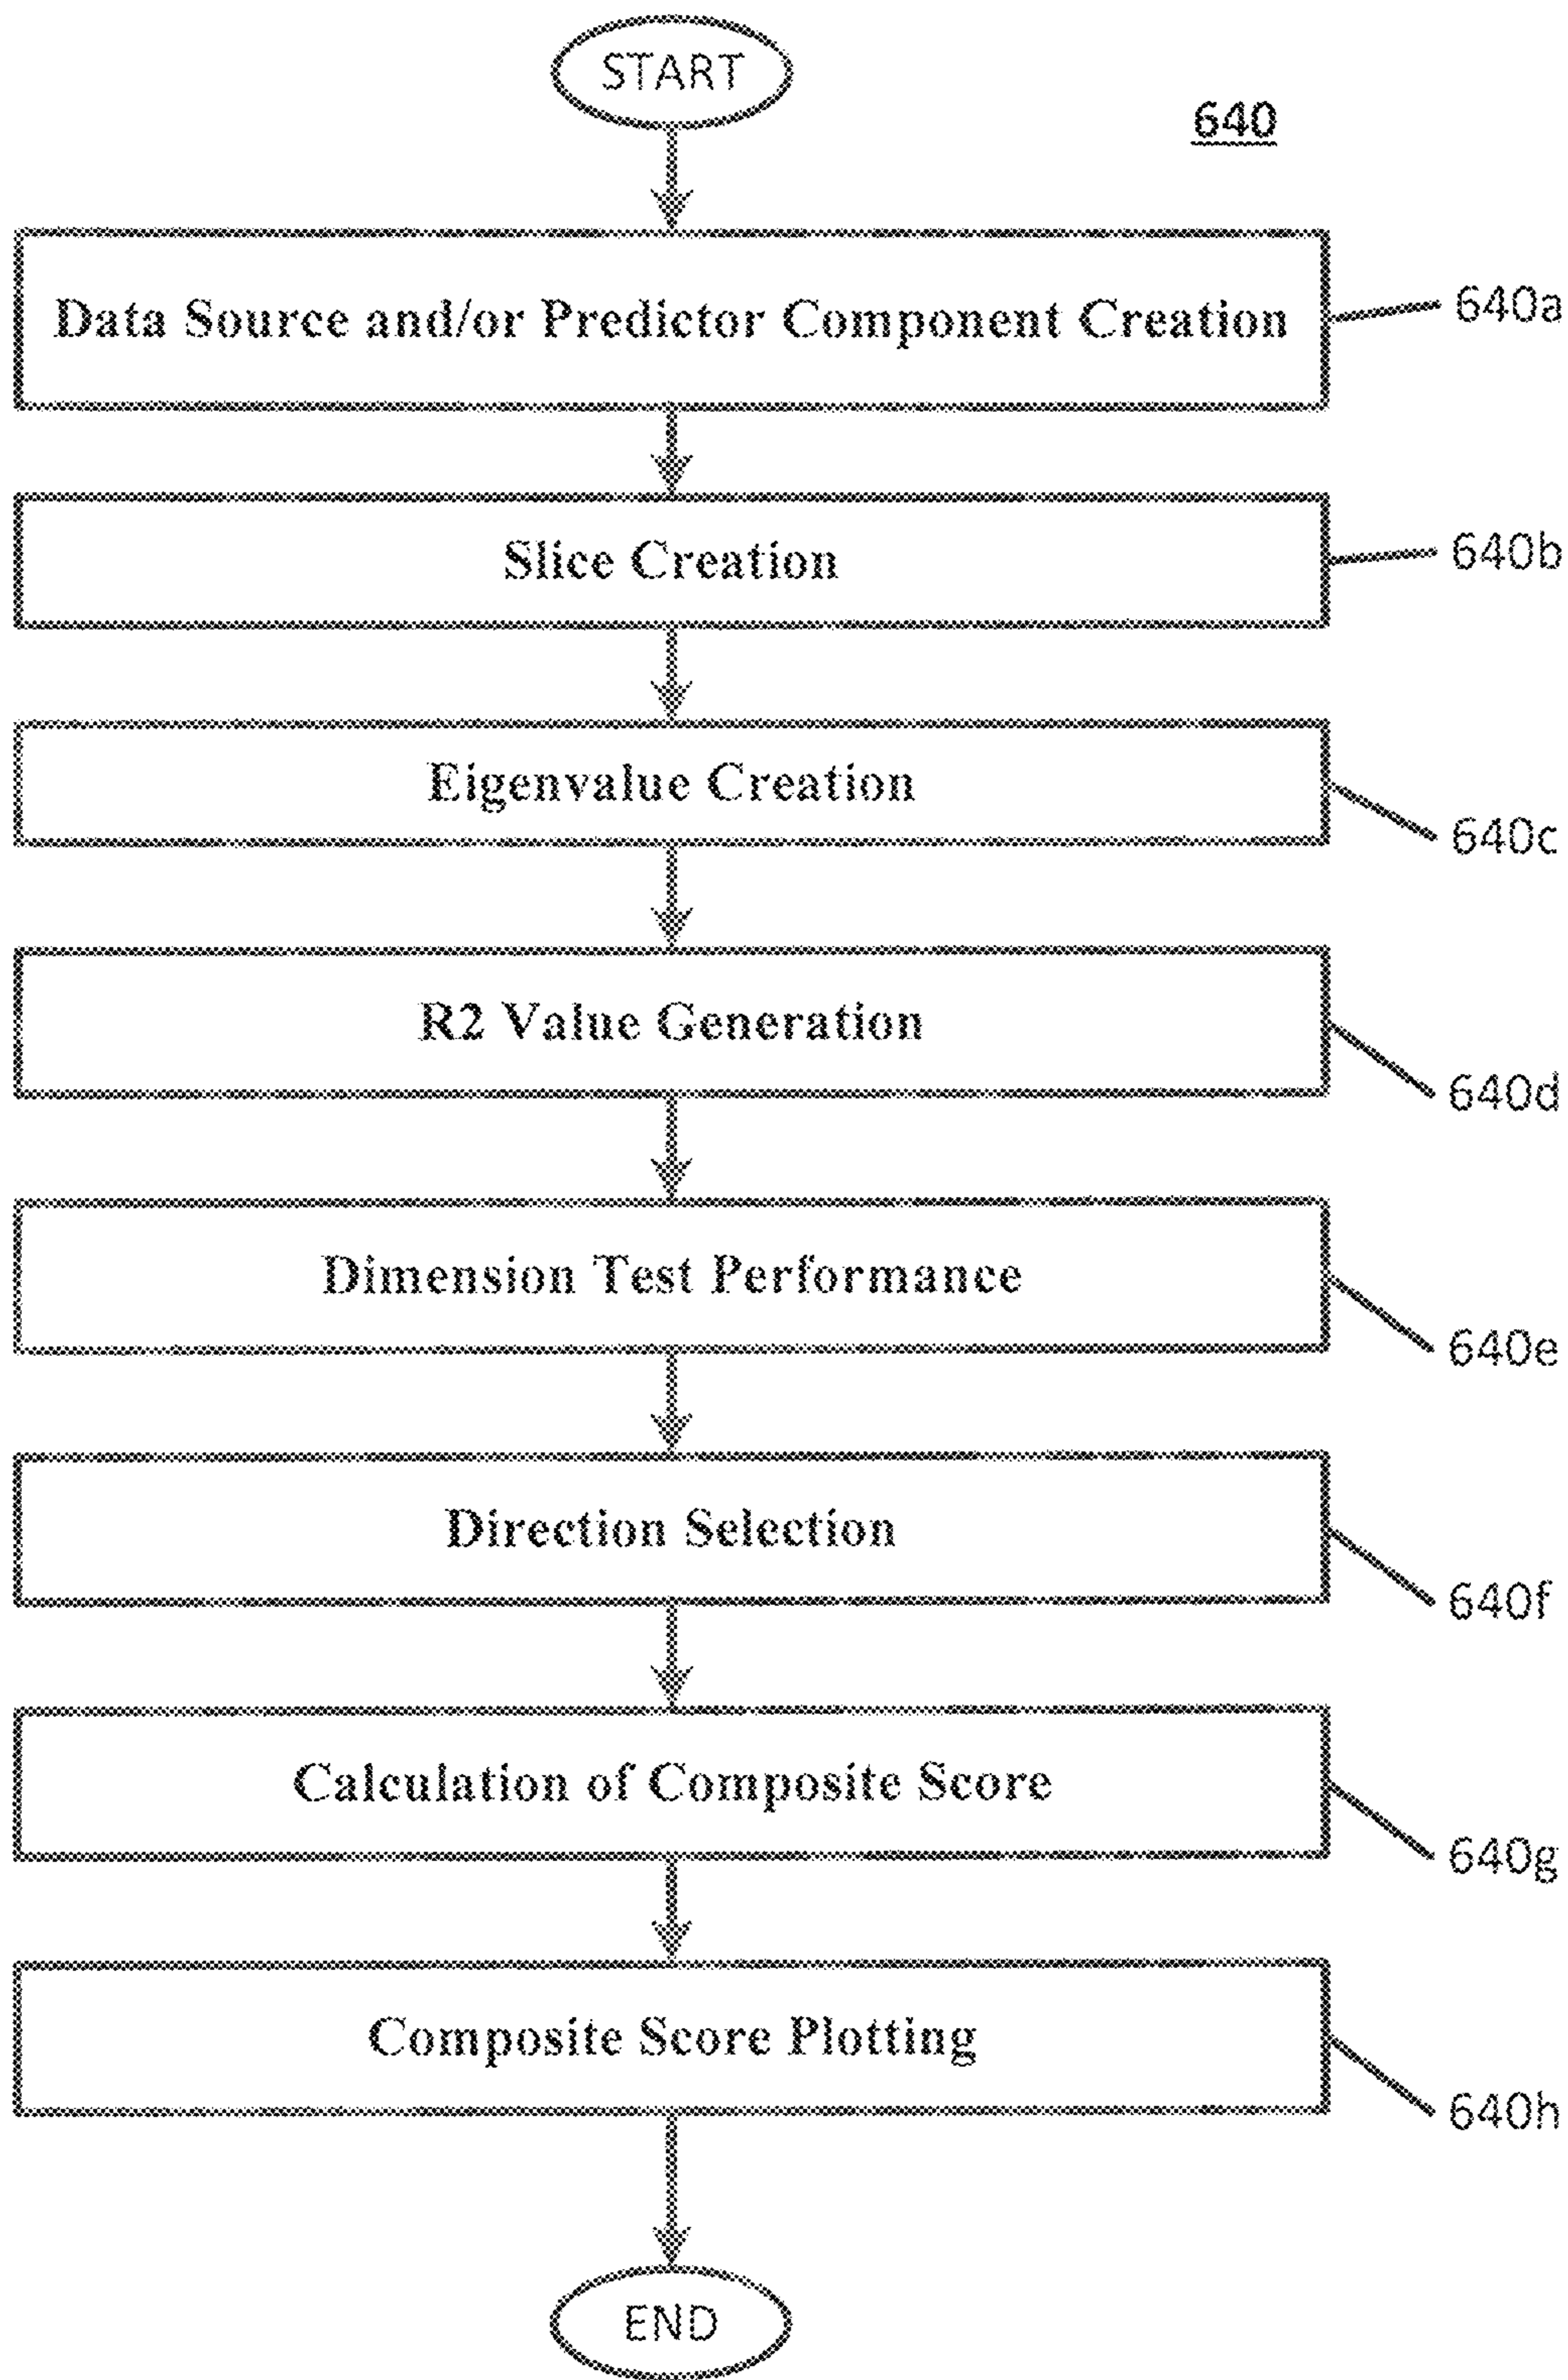 START
640
Data Source and/or Predictor Component Creation
640a
Slice Creation
640b
Eigenvalue Creation
640c
R2 Value Generation
640d
Dimension Test Performance
640e
Direction Selection
640f
Calculation of Composite Score
640g
Composite Score Plotting
640h
END